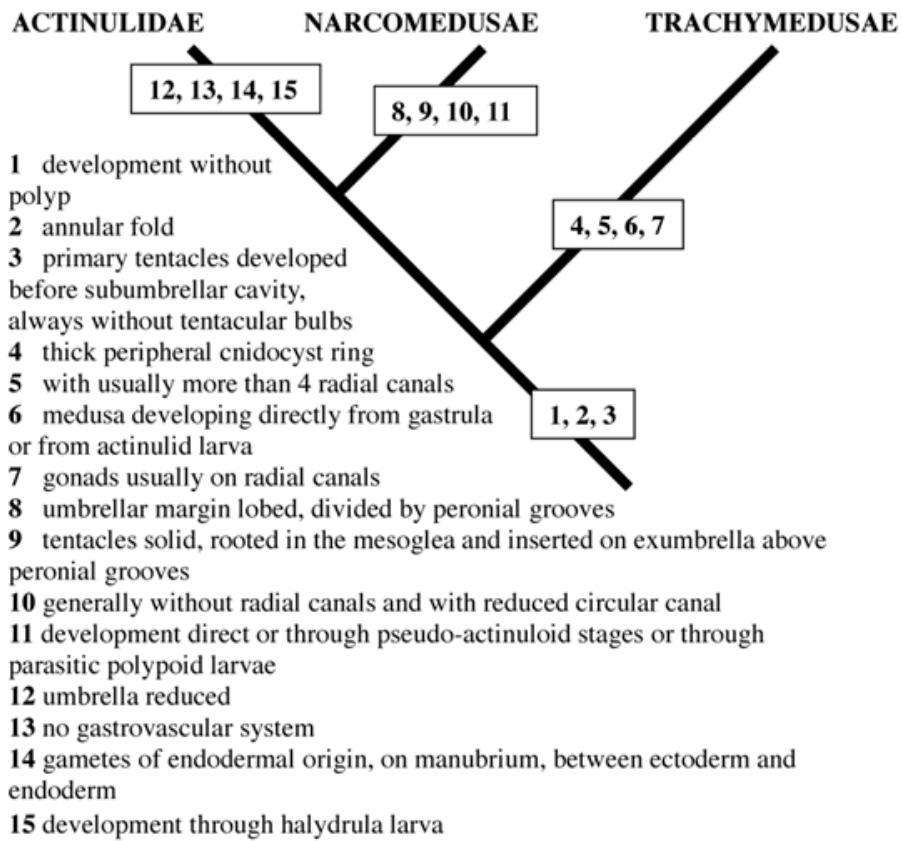 ACTINULIDAE NARCOMEDUSAE TRACHYMEDUSAE
12, 13, 14, 15
8, 9, 10, 11
4, 5, 6, 7
1, 2, 3
1 development without
polyp
2 annular fold
3 primary tentacles developed
before subumbrellar cavity,
always without tentacular bulbs
4 thick peripheral cnidocyst ring
5 with usually more than 4 radial canals
6 medusa developing directly from gastrula
or from actinulid larva
7 gonads usually on radial canals
8 umbrellar margin lobed, divided by peronial grooves
9 tentacles solid, rooted in the mesoglea and inserted on exumbrella above
peronial grooves
10 generally without radial canals and with reduced circular canal
11 development direct or through pseudo-actinuloid stages or through
parasitic polypoid larvae
12 umbrella reduced
13 no gastrovascular system
14 gametes of endodermal origin, on manubrium, between ectoderm and
endoderm
15 development through halydrula larva